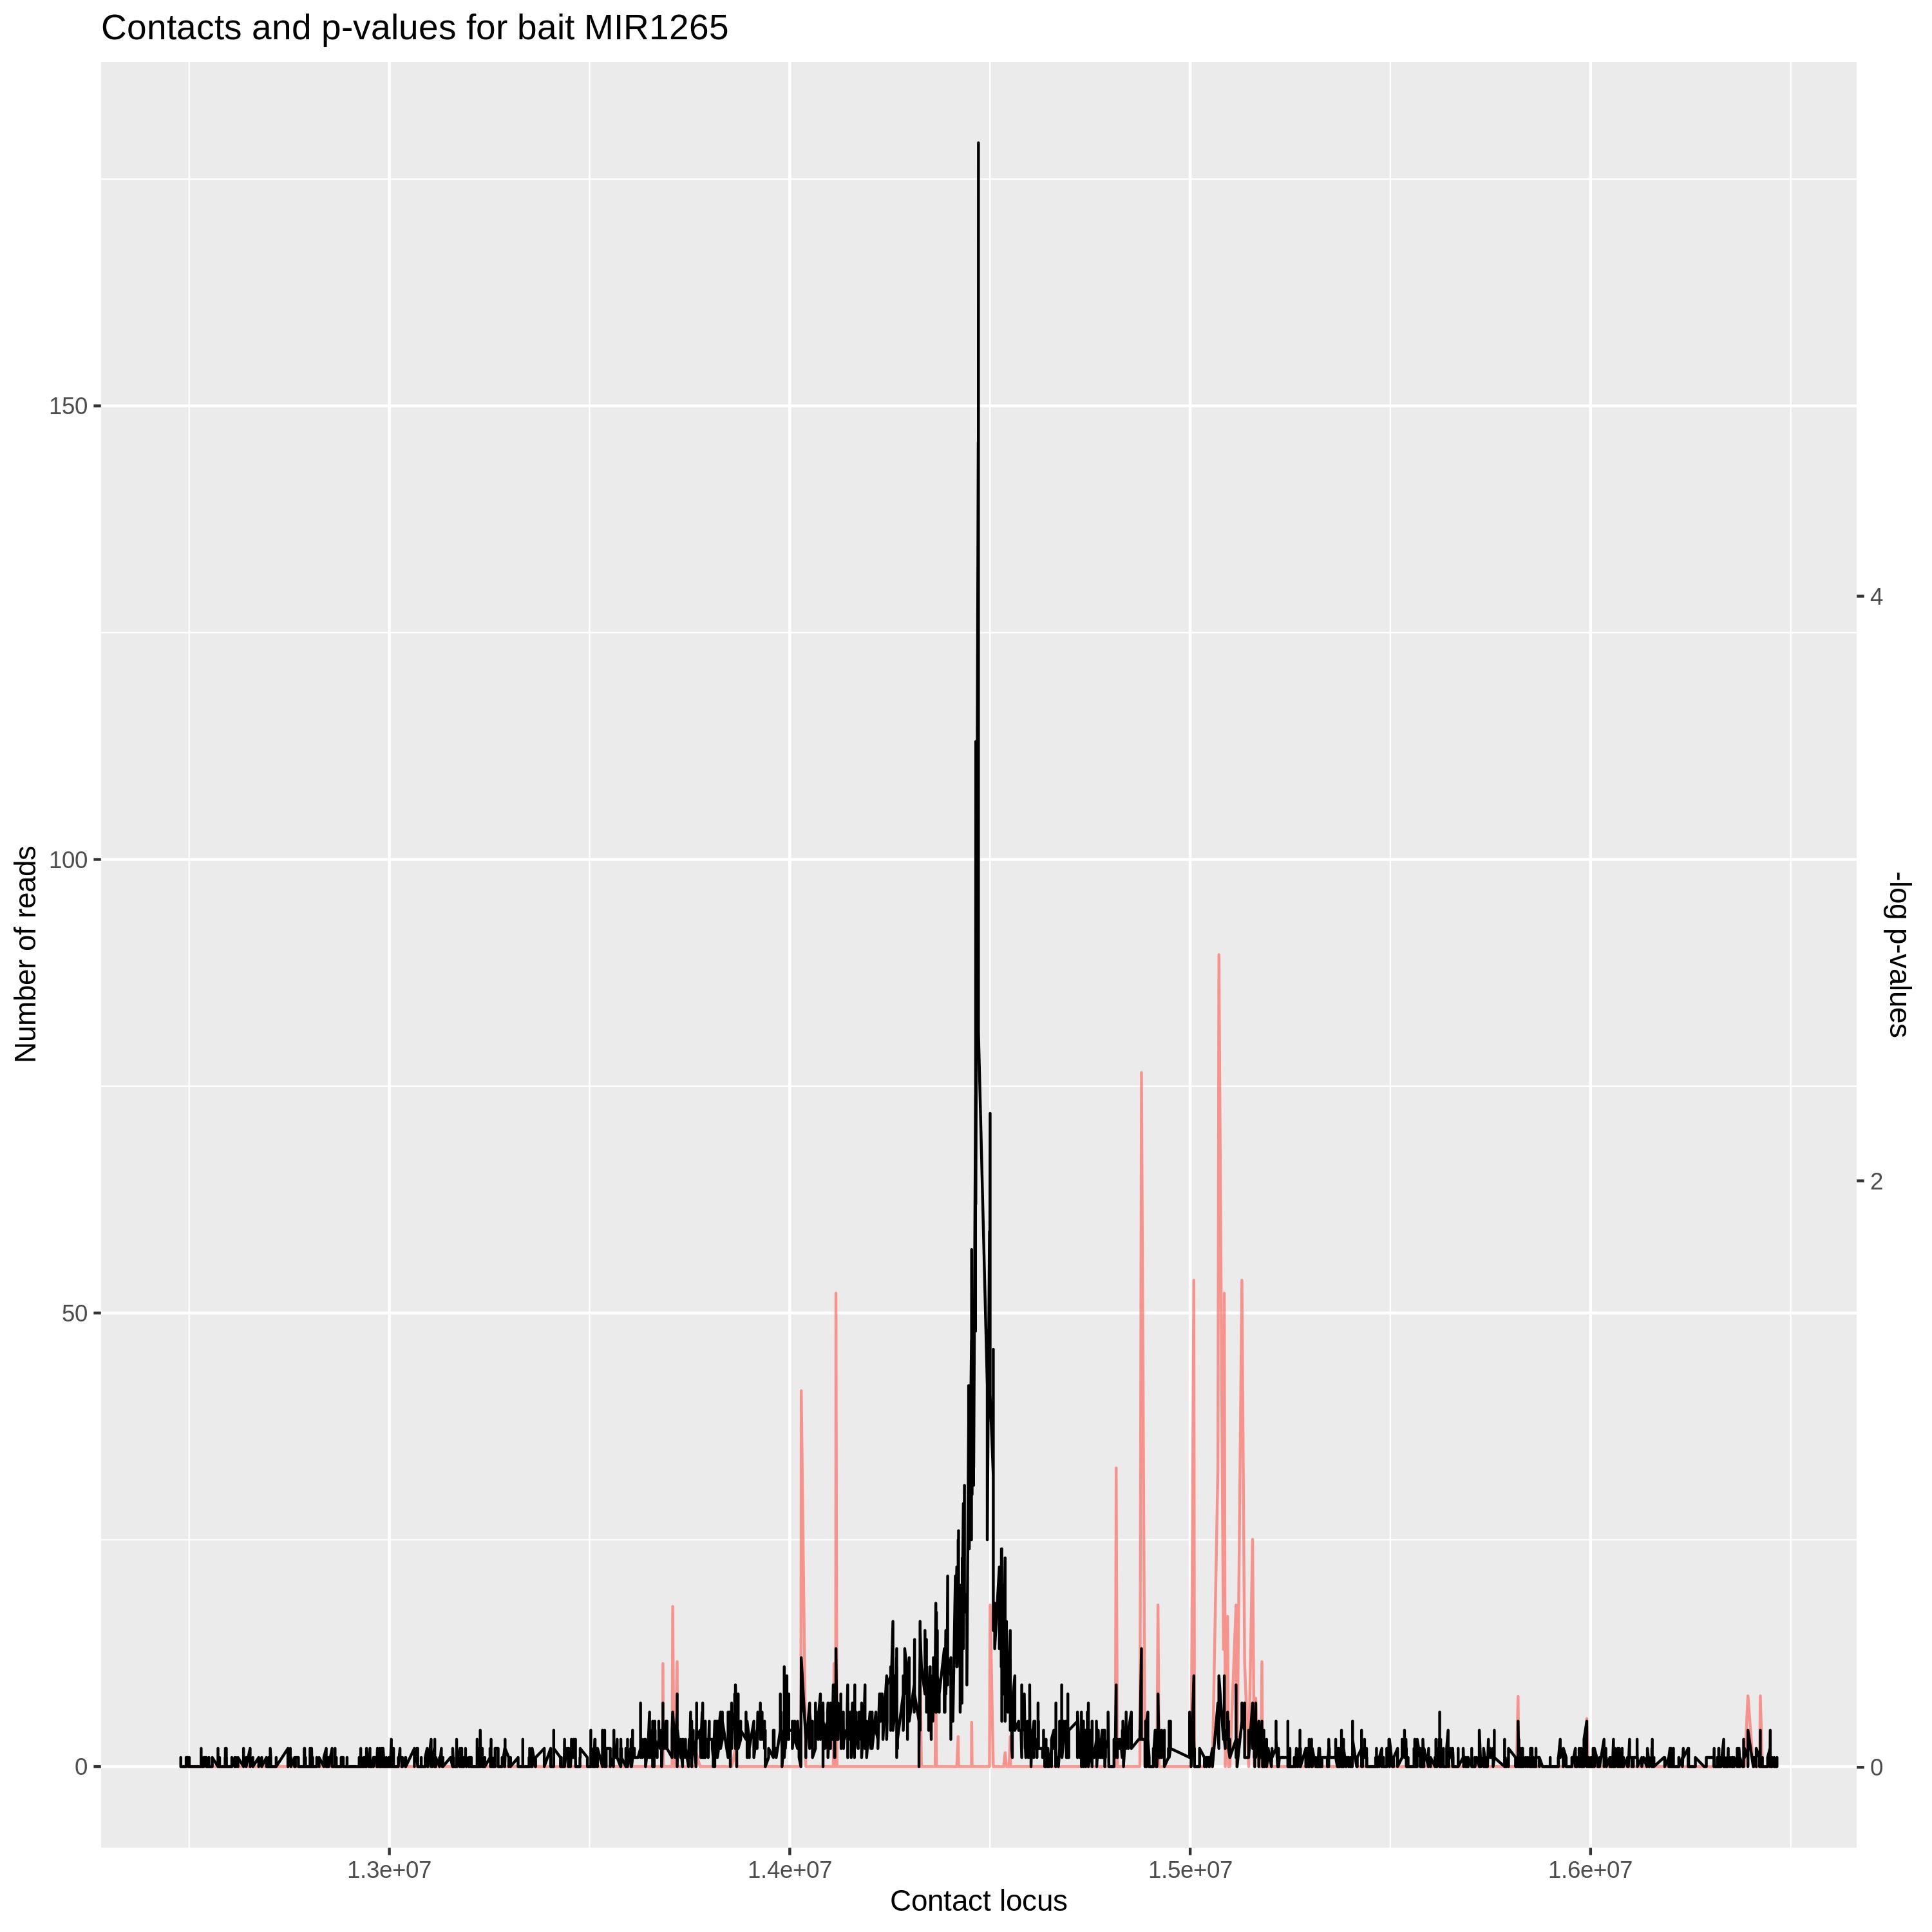 Contacts and p-values for bait MIR1265
150
100
50
0
Number of reads
4
2
0
-log p-values
1.3e+07
1.4e+07
1.5e+07
1.6e+07
Contact locus